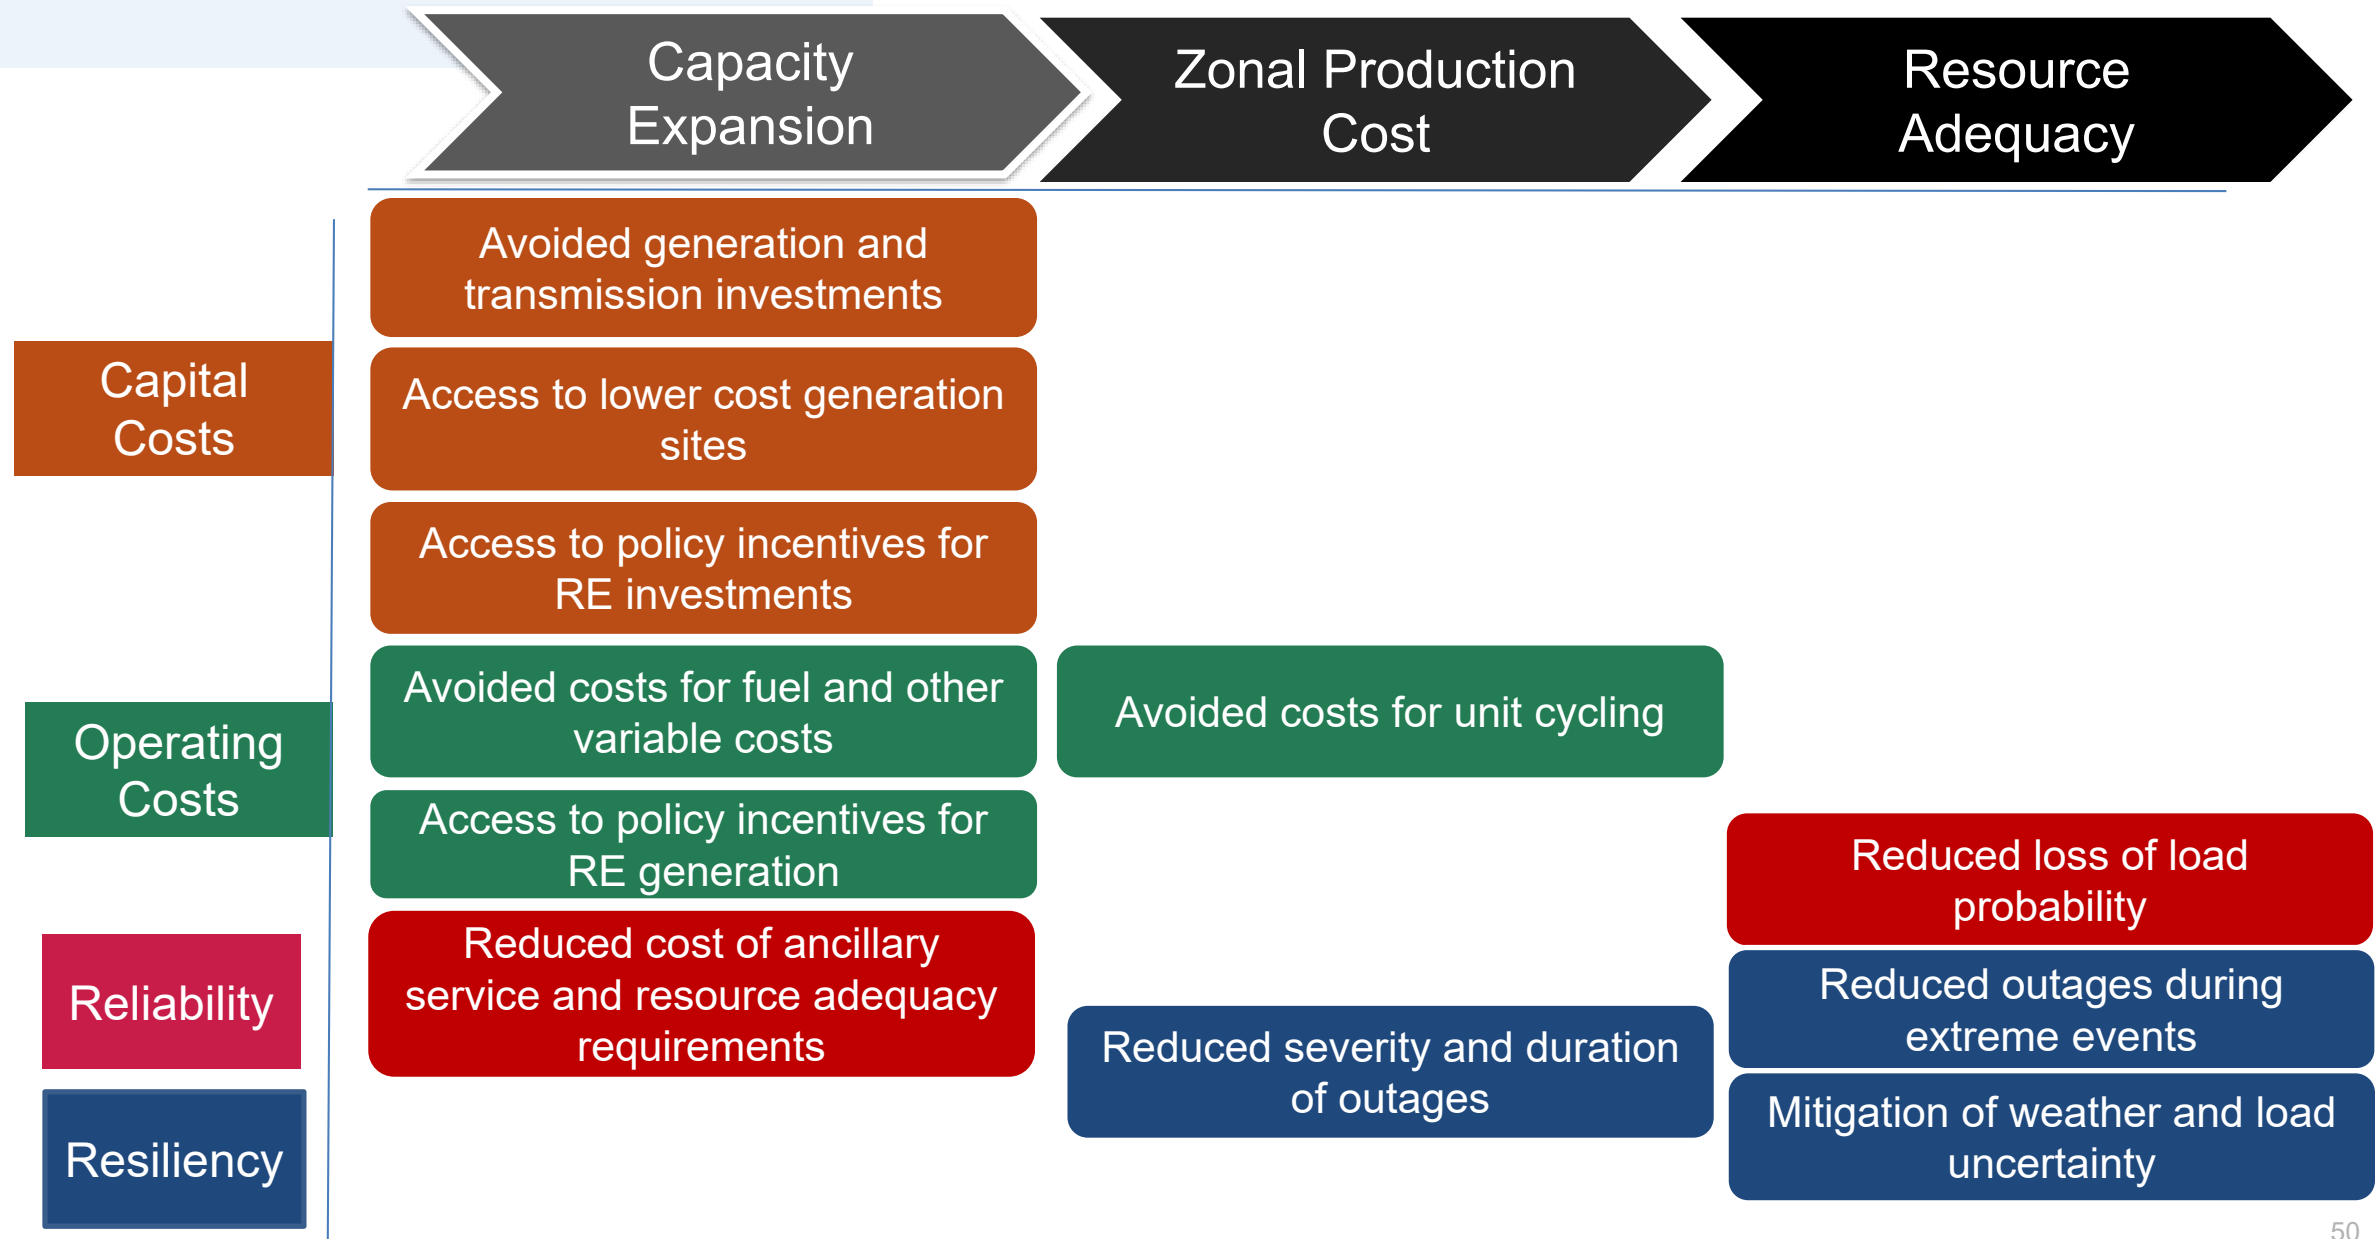 Capacity
Expansion
Zonal Production
Cost
Resource
Adequacy
Capital
Costs
Avoided generation and
transmission investments
Access to lower cost generation
sites
Access to policy incentives for
RE investments
Operating
Costs
Avoided costs for fuel and other
variable costs
Avoided costs for unit cycling
Access to policy incentives for
RE generation
Reliability
Reduced cost of ancillary
service and resource adequacy
requirements
Reduced loss of load
probability
Resiliency
Reduced severity and duration
of outages
Reduced outages during
extreme events
Mitigation of weather and load
uncertainty
50